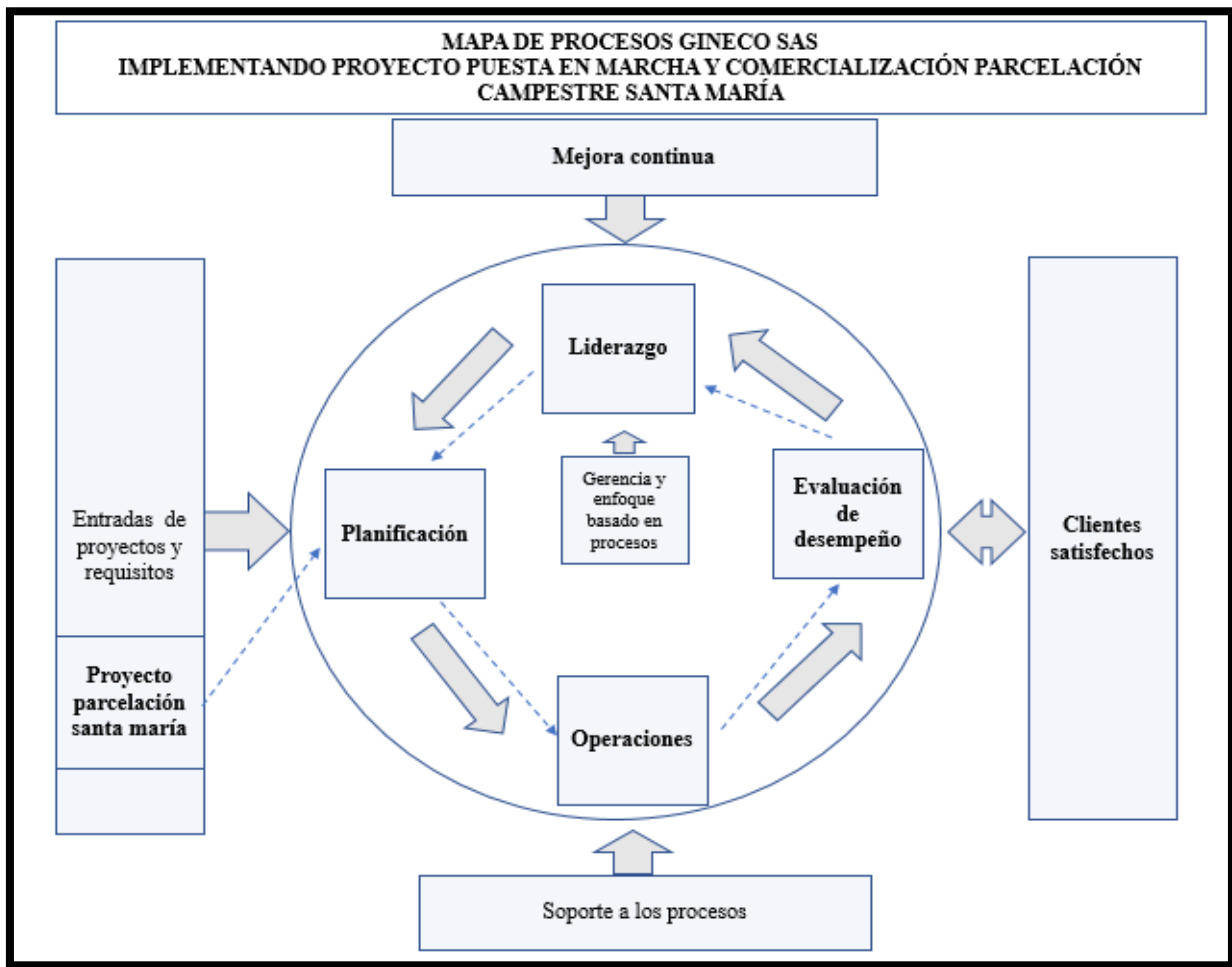 MAPA DE PROCESOS GINECO SAS
IMPLEMENTANDO PROYECTO PUESTA EN MARCHA Y COMERCIALIZACIÓN PARCELACIÓN
CAMPESTRE SANTA MARÍA
Mejora continua
Liderazgo
Gerencia y
enfoque
basado en
procesos
Planificación
Evaluación
de
desempeño
Operaciones
Entradas de
proyectos y
requisitos
Proyecto
parcelación
santa maría
Clientes
satisfechos
Soporte a los procesos